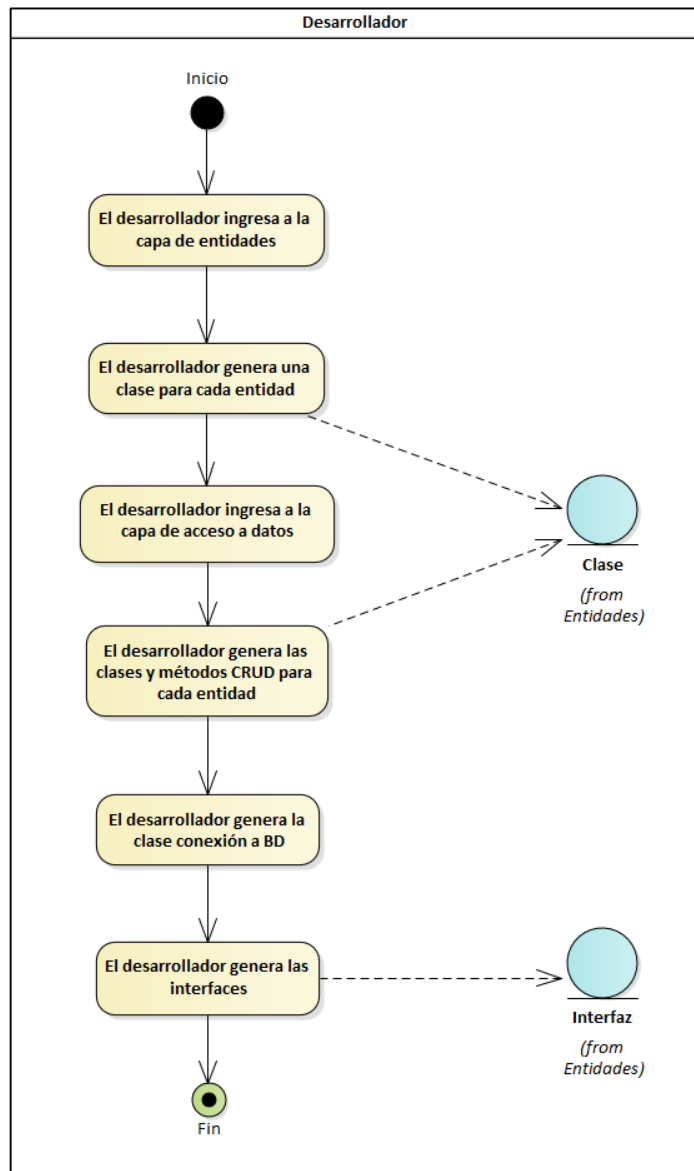 Desarrollador
Inicio
El desarrollador ingresa a la
capa de entidades
El desarrollador genera una
clase para cada entidad
El desarrollador ingresa a la
capa de acceso a datos
Clase
(from
Entidades)
El desarrollador genera las
clases y métodos CRUD para
cada entidad
El desarrollador genera la
clase conexión a BD
El desarrollador genera las
interfaces
Interfaz
(from
Entidades)
Fin